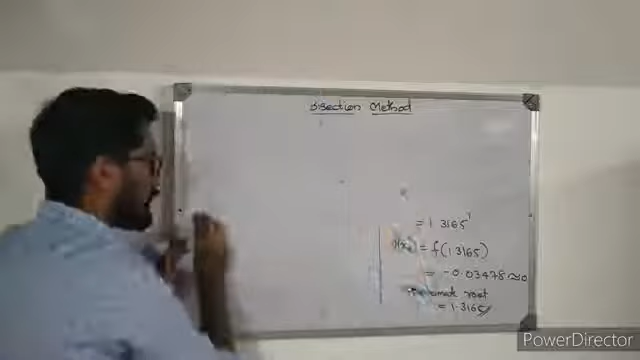 Bisection Method
= 1.3165
= f(1.3165)
= -0.03478 ≈ 0
root
= 1.3165
PowerDirector